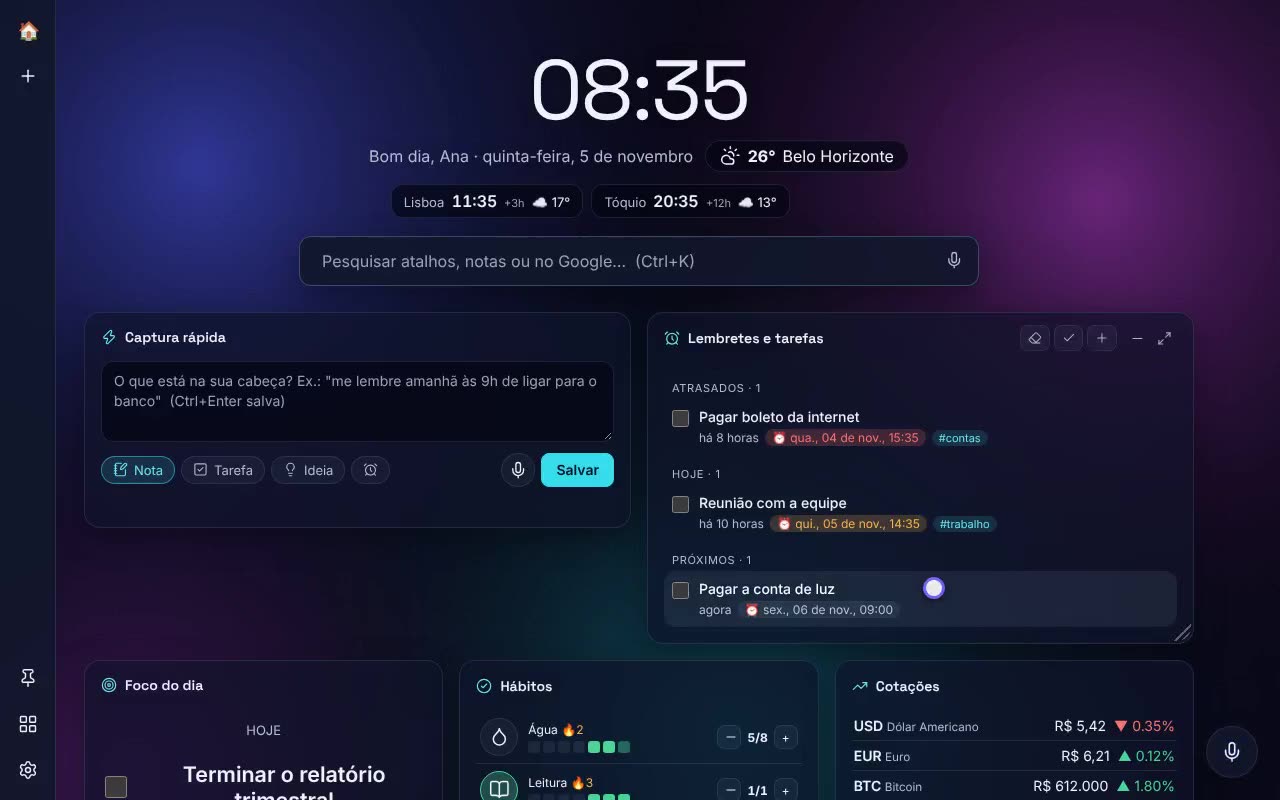 08:35
Bom dia, Ana · quinta-feira, 5 de novembro 26° Belo Horizonte
Lisboa 11:35 +3h ☁️ 17° Tóquio 20:35 +12h ☁️ 13°
Pesquisar atalhos, notas ou no Google... (Ctrl+K)
Captura rápida
O que está na sua cabeça? Ex.: "me lembre amanhã às 9h de ligar para o
banco" (Ctrl+Enter salva)
Nota Tarefa Ideia Salvar
Lembretes e tarefas
ATRASADOS · 1
Pagar boleto da internet
há 8 horas ⏰ qua., 04 de nov., 15:35 #contas
HOJE · 1
Reunião com a equipe
há 10 horas ⏰ qui., 05 de nov., 14:35 #trabalho
PRÓXIMOS · 1
Pagar a conta de luz
agora ⏰ sex., 06 de nov., 09:00
Foco do dia
HOJE
Terminar o relatório
trimestral
Hábitos
Água 🔥2
5/8
Leitura 🔥3
1/1
Cotações
USD Dólar Americano R$ 5,42 ▼ 0.35%
EUR Euro R$ 6,21 ▲ 0.12%
BTC Bitcoin R$ 612.000 ▲ 1.80%